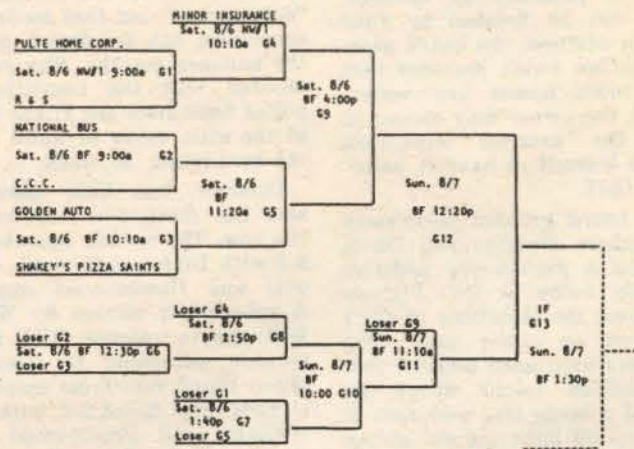 MINOR INSURANCE
Sat. 8/6 NW#1
10:10a G4
PULTE HOME CORP.
Sat. 8/6 NW#1 9:00a G1
R & S
Sat. 8/6
BF 4:00p
G9
NATIONAL BUS
Sat. 8/6 BF 9:00a G2
C.C.C.
Sat. 8/6
BF
11:20a G5
GOLDEN AUTO
Sat. 8/6 BF 10:10a G3
SHAKEY'S PIZZA SAINTS
Sun. 8/7
BF 12:20p
G12
Loser G4
Sat. 8/6
BF 2:50p G8
Loser G2
Sat. 8/6 BF 12:30p G6
Loser G3
Loser G9
Sun. 8/7
BF 11:10a
G11
Sun. 8/7
BF
10:00 G10
Loser G1
Sat. 8/6
1:40p G7
Loser G5
IF
G13
Sun. 8/7
BF 1:30p